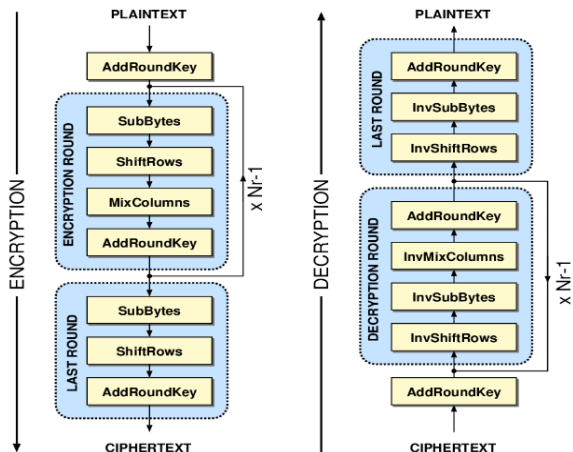 PLAINTEXT
AddRoundKey
ENCRYPTION ROUND
SubBytes
ShiftRows
MixColumns
AddRoundKey
x Nr-1
LAST ROUND
SubBytes
ShiftRows
AddRoundKey
CIPHERTEXT
ENCRYPTION
PLAINTEXT
LAST ROUND
AddRoundKey
InvSubBytes
InvShiftRows
DECRYPTION ROUND
AddRoundKey
InvMixColumns
InvSubBytes
InvShiftRows
x Nr-1
AddRoundKey
CIPHERTEXT
DECRYPTION